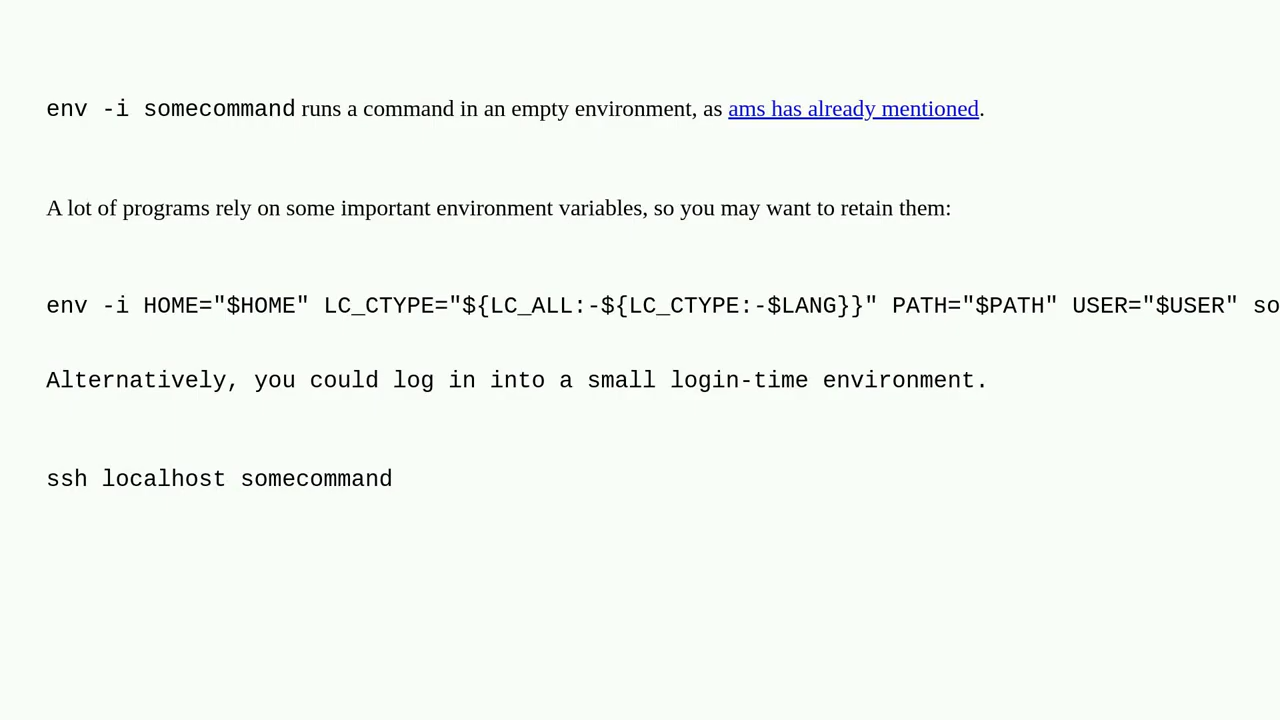 env -i somecommand runs a command in an empty environment, as ams has already mentioned.
A lot of programs rely on some important environment variables, so you may want to retain them:
env -i HOME="$HOME" LC_CTYPE="${LC_ALL:-${LC_CTYPE:-$LANG}}" PATH="$PATH" USER="$USER" so
Alternatively, you could log in into a small login-time environment.
ssh localhost somecommand